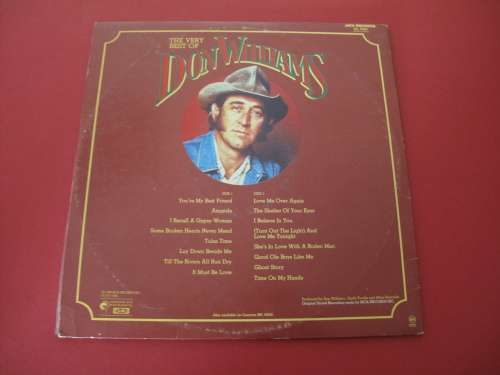 THE VERY
BEST OF
DON WILLIAMS
MCA RECORDS
SIDE 1
You're My Best Friend
Amanda
I Recall A Gypsy Woman
Some Broken Hearts Never Mend
Tulsa Time
Lay Down Beside Me
Till The Rivers All Run Dry
It Must Be Love
SIDE 2
Love Me Over Again
The Shelter Of Your Eyes
I Believe In You
(Turn Out The Light And)
Love Me Tonight
She's In Love With A Rodeo Man
Good Ole Boys Like Me
Ghost Story
Time On My Hands